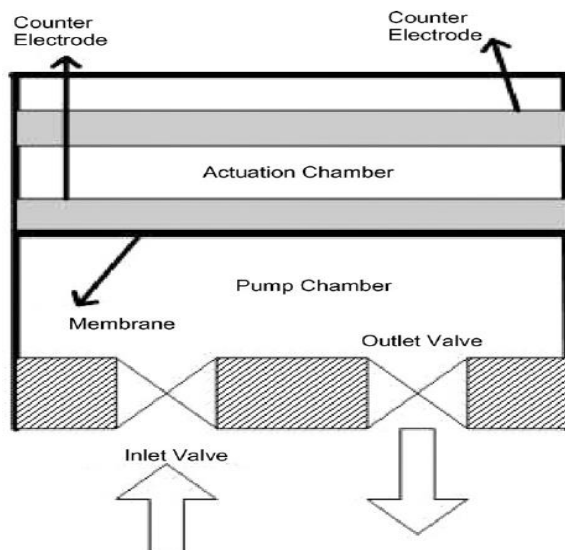 Counter
Electrode
Counter
Electrode
Actuation Chamber
Pump Chamber
Membrane
Outlet Valve
Inlet Valve